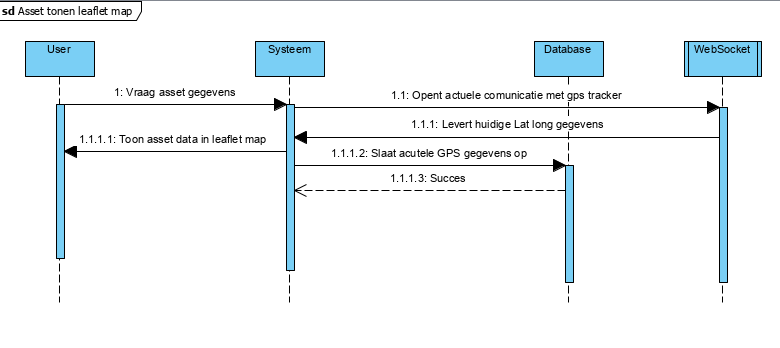 sd Asset tonen leaflet map
User
Systeem
Database
WebSocket
1: Vraag asset gegevens
1.1: Opent actuele comunicatie met gps tracker
1.1.1: Levert huidige Lat long gegevens
1.1.1.1: Toon asset data in leaflet map
1.1.1.2: Slaat acutele GPS gegevens op
1.1.1.3: Succes